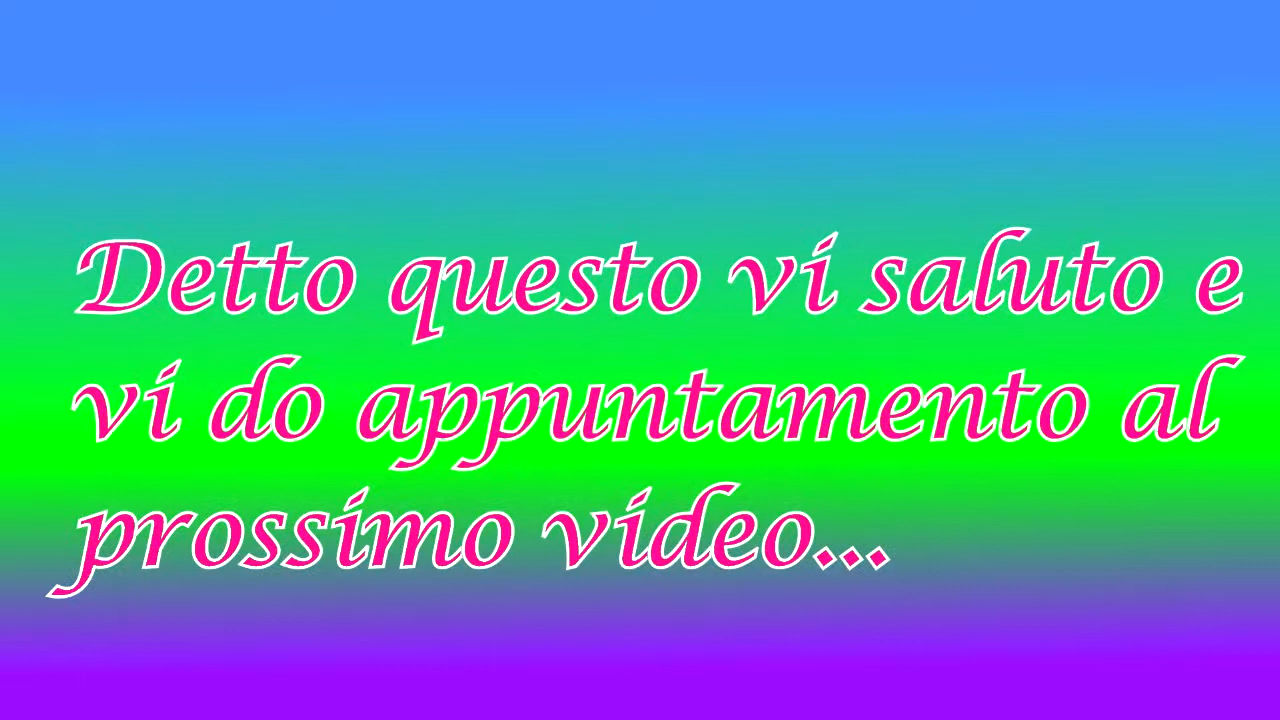 Detto questo vi saluto e
vi do appuntamento al
prossimo video...